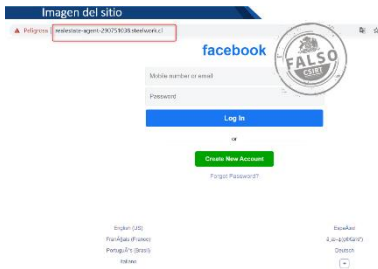 Imagen del sitio
Peligroso | realestate-agent-290751038.steelwork.cl
facebook
FALSO
CSIRT
Mobile number or email
Password
Log In
or
Create New Account
Forgot Password?
English (US)
Español
Português (Brasil)
Deutsch
Italiano